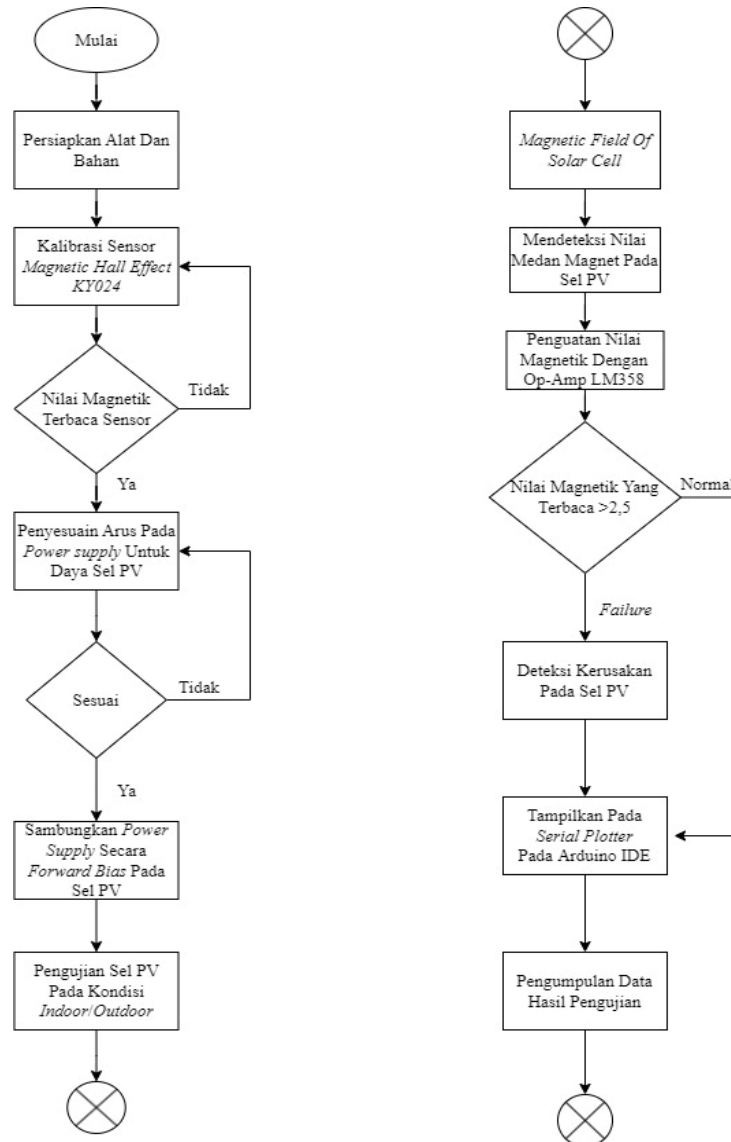 Mulai
Persiapkan Alat Dan
Bahan
Kalibrasi Sensor
Magnetic Hall Effect
KY024
Nilai Magnetik
Terbaca Sensor
Tidak
Ya
Penyesuain Arus Pada
Power supply Untuk
Daya Sel PV
Sesuai
Tidak
Ya
Sambungkan Power
Supply Secara
Forward Bias Pada
Sel PV
Pengujian Sel PV
Pada Kondisi
Indoor/Outdoor
Magnetic Field Of
Solar Cell
Mendeteksi Nilai
Medan Magnet Pada
Sel PV
Penguatan Nilai
Magnetik Dengan
Op-Amp LM358
Nilai Magnetik Yang
Terbaca >2,5
Normal
Failure
Deteksi Kerusakan
Pada Sel PV
Tampilkan Pada
Serial Plotter
Pada Arduino IDE
Pengumpulan Data
Hasil Pengujian